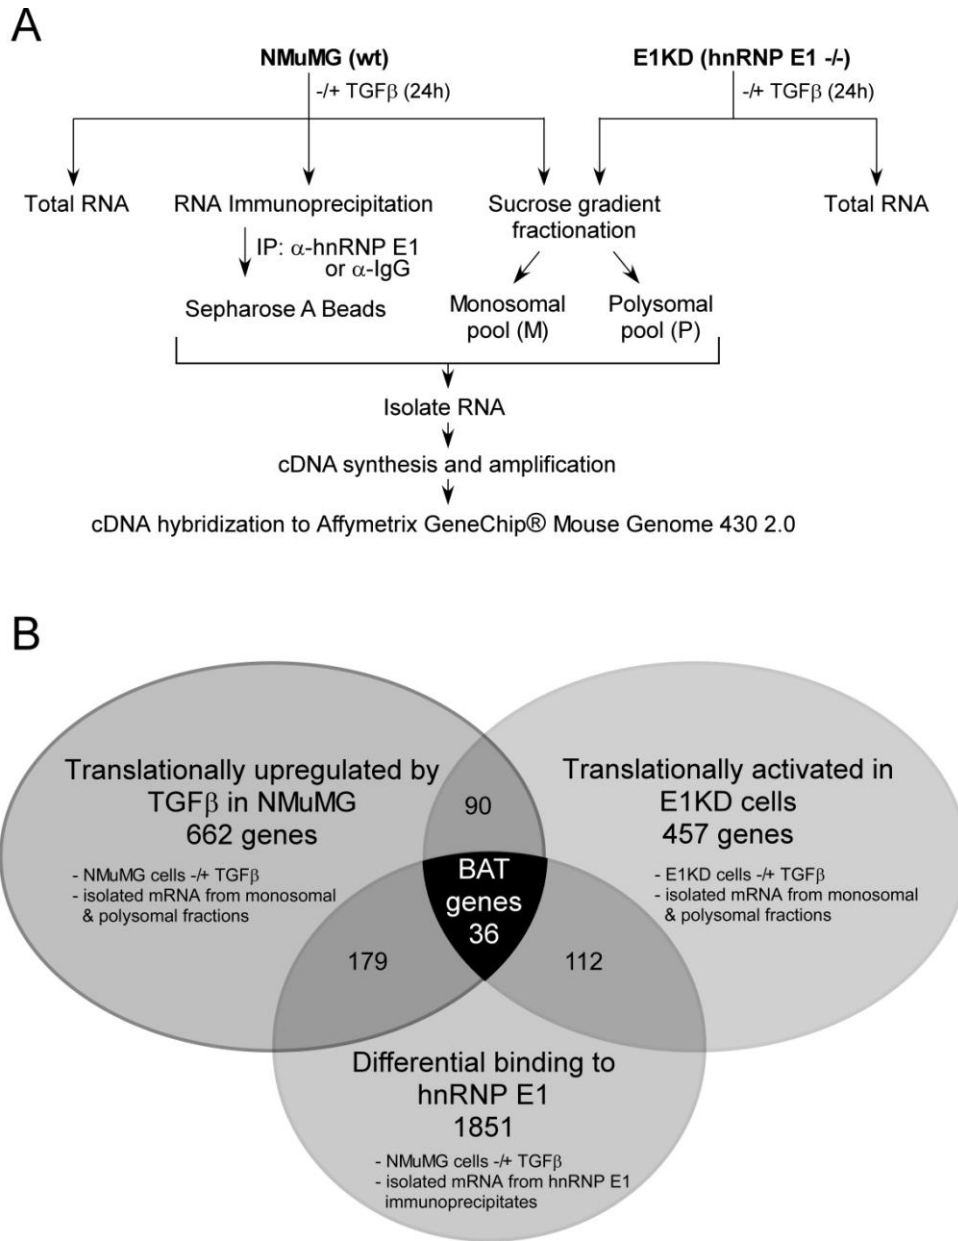 A
NMuMG (wt)
E1KD (hnRNP E1 -/-)
-/+ TGFβ (24h)
-/+ TGFβ (24h)
Total RNA
RNA Immunoprecipitation
Sucrose gradient
fractionation
Total RNA
IP: α-hnRNP E1
or α-IgG
Sepharose A Beads
Monosomal
pool (M)
Polysomal
pool (P)
Isolate RNA
cDNA synthesis and amplification
cDNA hybridization to Affymetrix GeneChip® Mouse Genome 430 2.0
B
Translationally upregulated by
TGFβ in NMuMG
662 genes
- NMuMG cells -/+ TGFβ
- isolated mRNA from monosomal
& polysomal fractions
90
Translationally activated in
E1KD cells
457 genes
- E1KD cells -/+ TGFβ
- isolated mRNA from monosomal
& polysomal fractions
BAT
genes
36
179
112
Differential binding to
hnRNP E1
1851
- NMuMG cells -/+ TGFβ
- isolated mRNA from hnRNP E1
immunoprecipitates